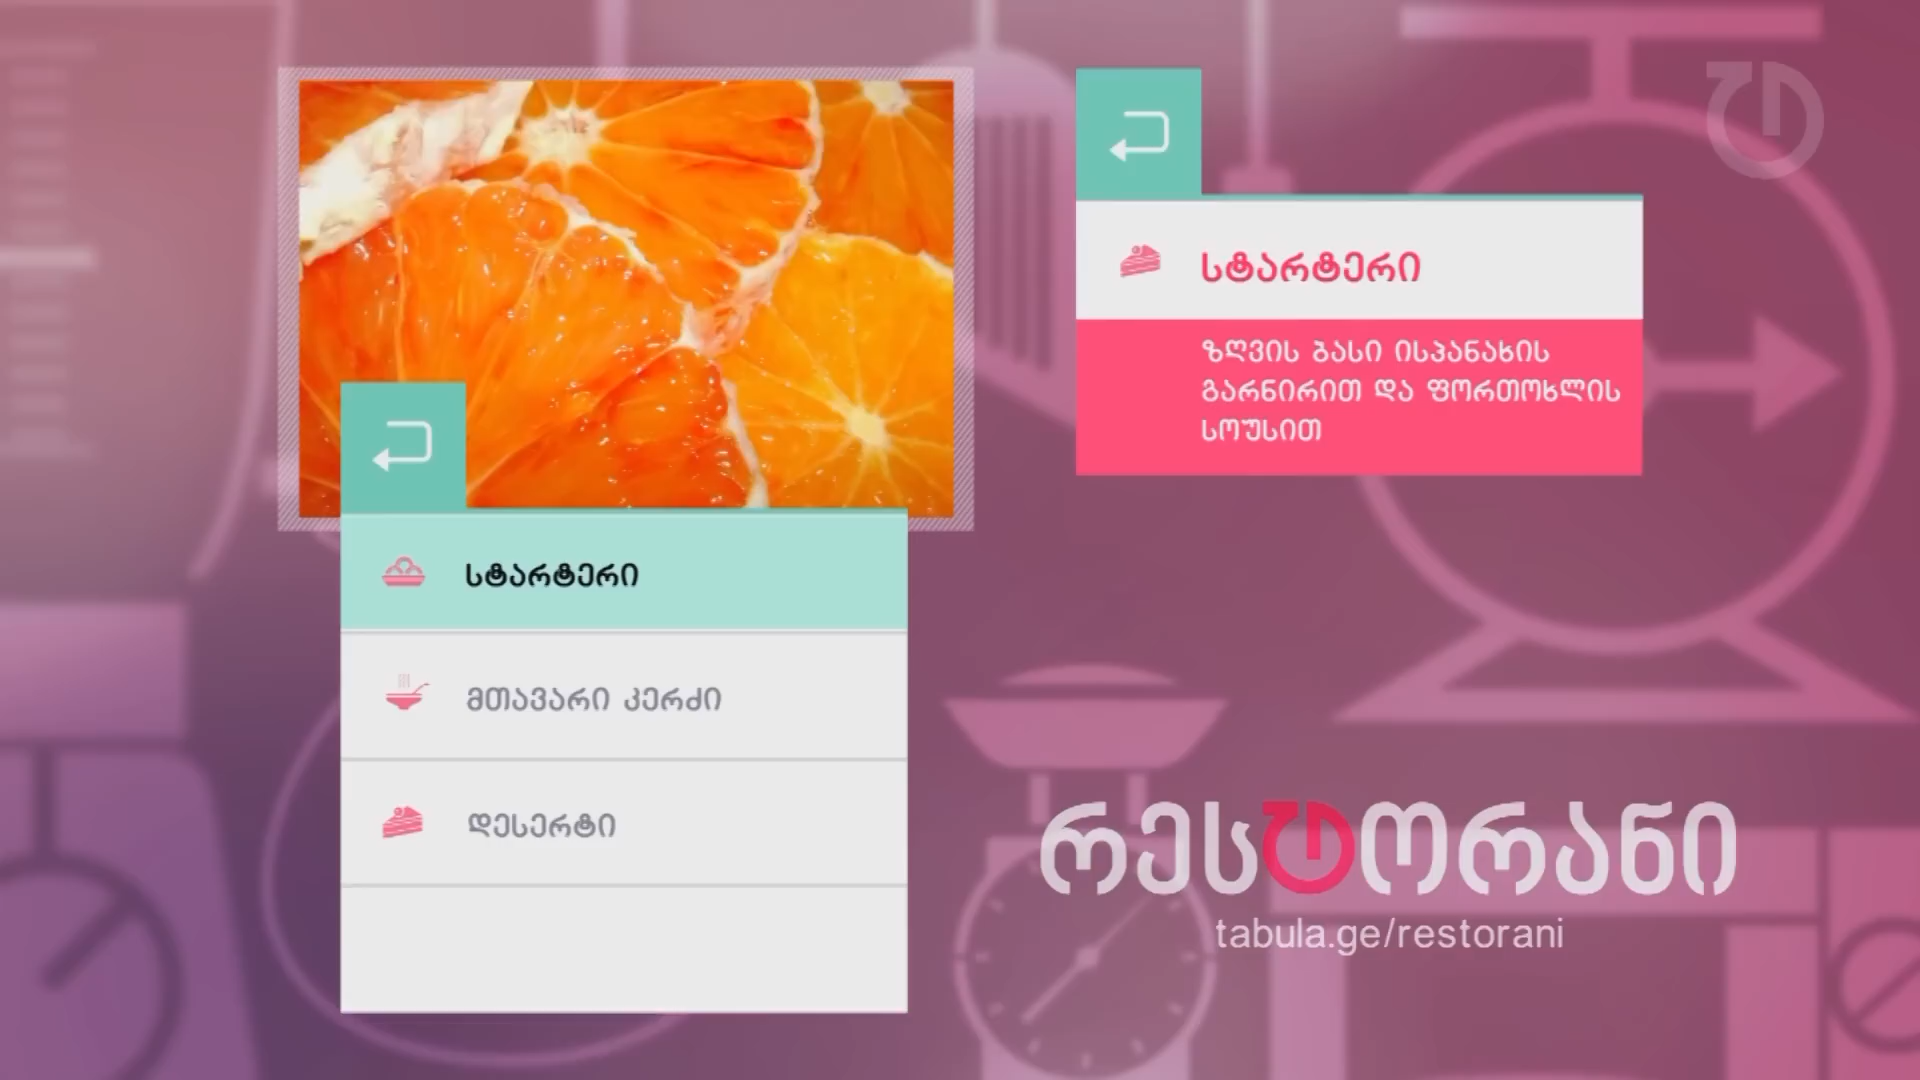 სტარტერი
მთავარი კერძი
დესერტი
სტარტერი
ზღვის ბასი ისპანახის
გარნირით და ფორთოხლის
სოუსით
რესტორანი
tabula.ge/restorani